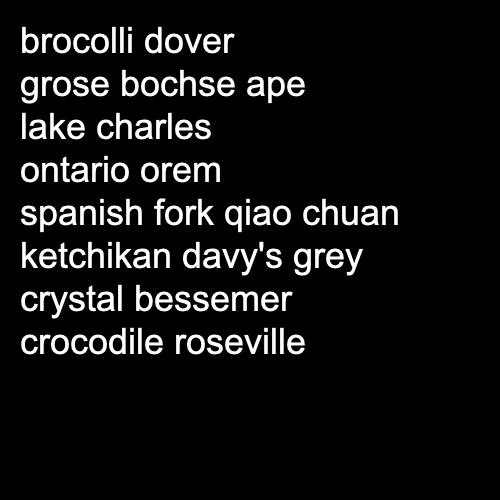 brocolli dover
grose bochse ape
lake charles
ontario orem
spanish fork qiao chuan
ketchikan davy's grey
crystal bessemer
crocodile roseville